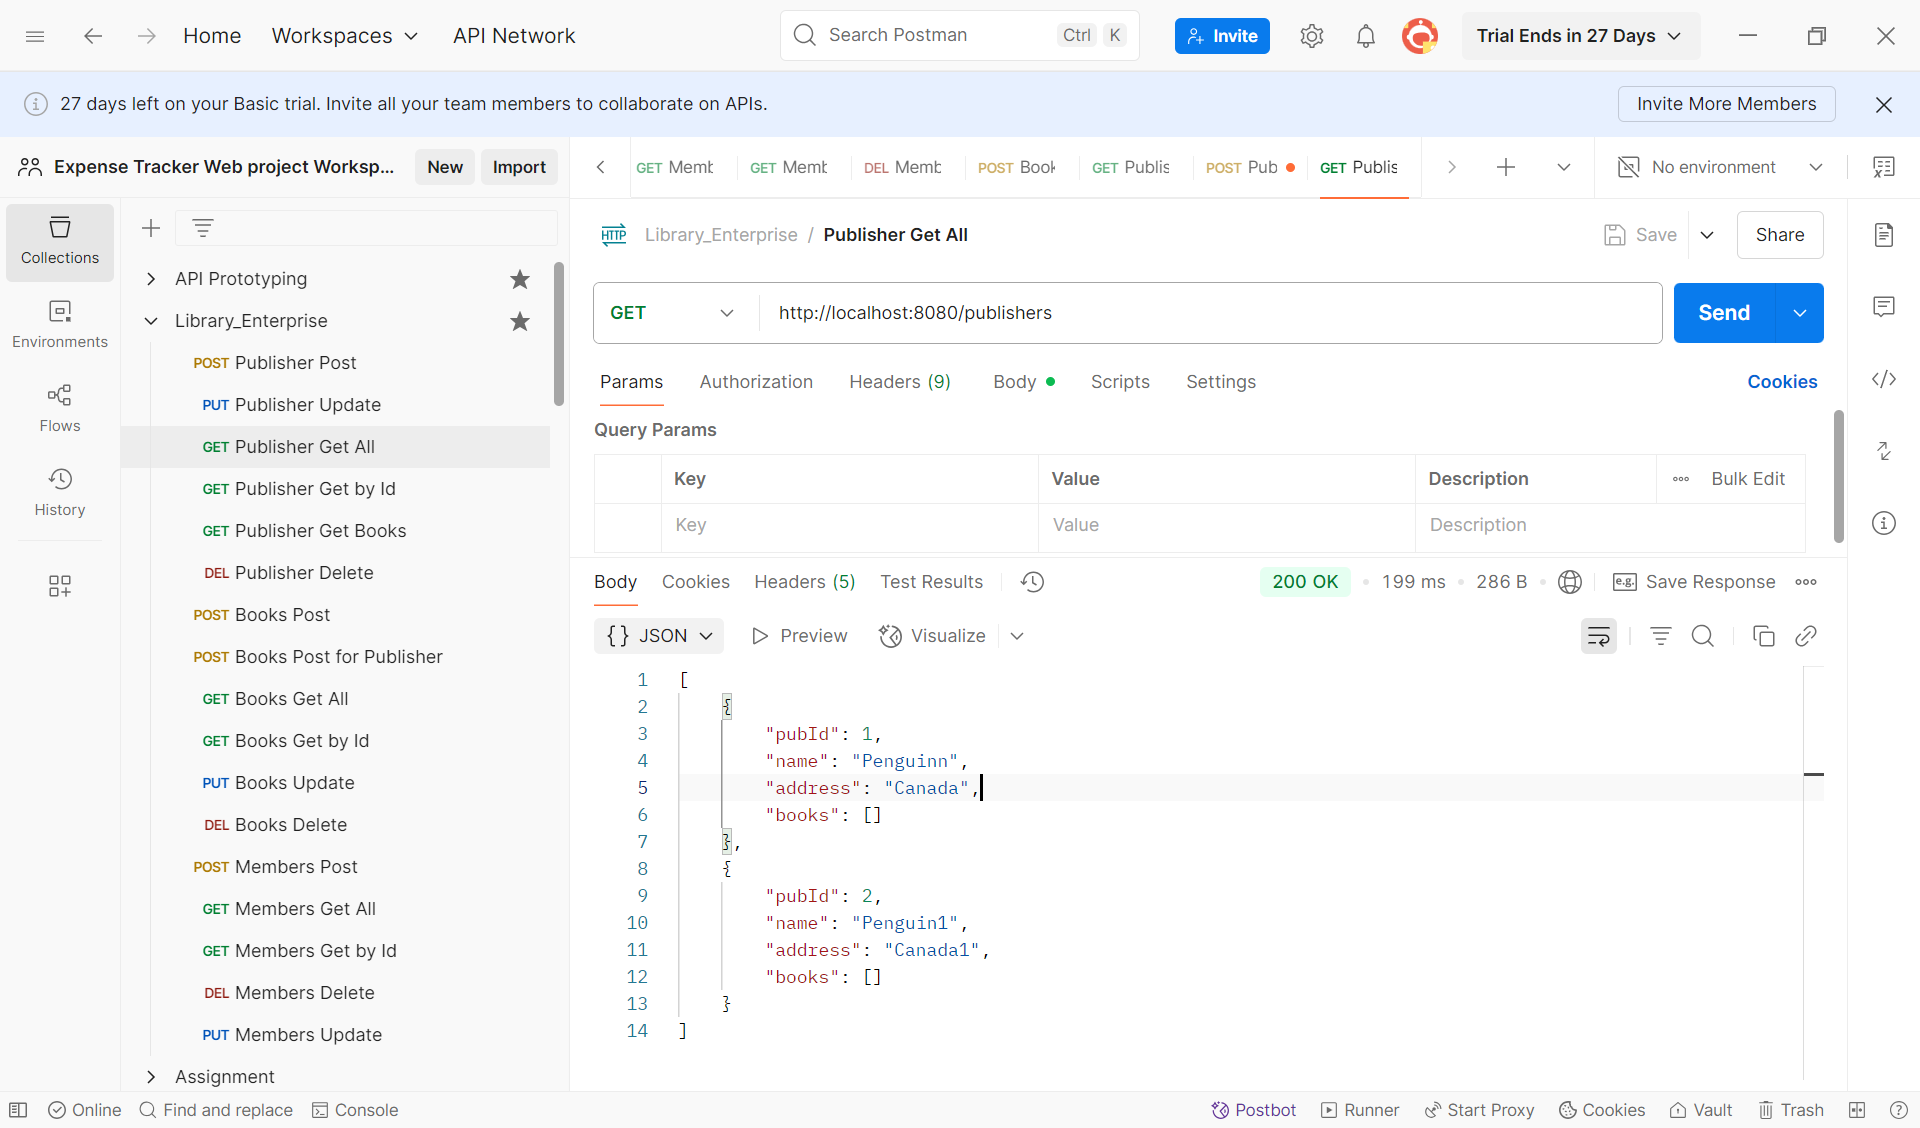 Home Workspaces API Network Search Postman Ctrl K Invite Trial Ends in 27 Days
27 days left on your Basic trial. Invite all your team members to collaborate on APIs. Invite More Members
Expense Tracker Web project Worksp... New Import
GET Memb GET Memb DEL Memb POST Book GET Publis POST Pub GET Publis No environment
Collections
Environments
Flows
History
API Prototyping
Library_Enterprise
POST Publisher Post
PUT Publisher Update
GET Publisher Get All
GET Publisher Get by Id
GET Publisher Get Books
DEL Publisher Delete
POST Books Post
POST Books Post for Publisher
GET Books Get All
GET Books Get by Id
PUT Books Update
DEL Books Delete
POST Members Post
GET Members Get All
GET Members Get by Id
DEL Members Delete
PUT Members Update
Assignment
HTTP Library_Enterprise / Publisher Get All Save Share
GET http://localhost:8080/publishers Send
Params Authorization Headers (9) Body Scripts Settings Cookies
Query Params
Key Value Description Bulk Edit
Key Value Description
Body Cookies Headers (5) Test Results 200 OK 199 ms 286 B e.g. Save Response
{} JSON Preview Visualize
1 [
2 {
3 "pubId": 1,
4 "name": "Penguinn",
5 "address": "Canada",
6 "books": []
7 },
8 {
9 "pubId": 2,
10 "name": "Penguin1",
11 "address": "Canada1",
12 "books": []
13 }
14 ]
Online Find and replace Console Postbot Runner Start Proxy Cookies Vault Trash